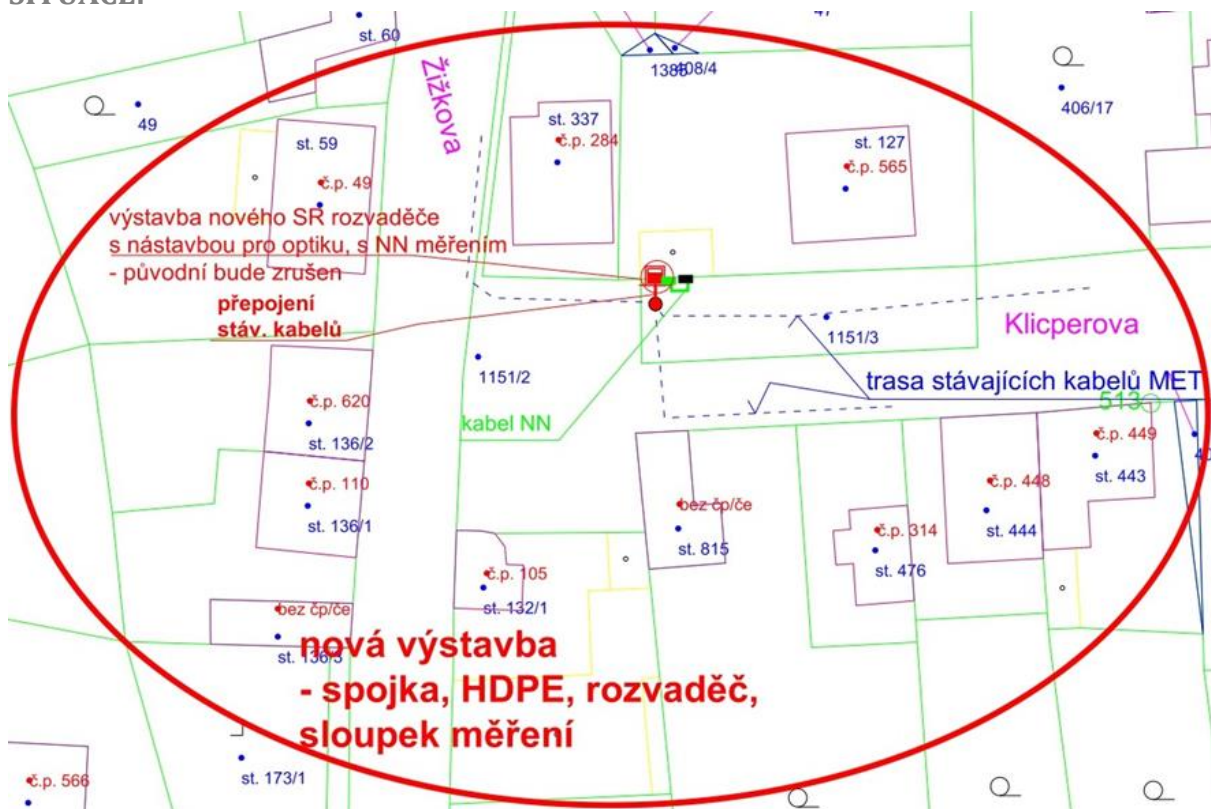 SITUACE:
st. 60
47
1388
408/4
49
406/17
Žižkova
st. 337
č.p. 284
st. 59
č.p. 49
st. 127
č.p. 565
výstavba nového SR rozvaděče
s nástavbou pro optiku, s NN měřením
- původní bude zrušen
přepojení
stáv. kabelů
1151/2
1151/3
Klicperova
trasa stávajících kabelů MET
513
kabel NN
č.p. 620
st. 136/2
č.p. 110
st. 136/1
č.p. 449
st. 443
č.p. 448
st. 444
bez čp/če
st. 815
č.p. 314
st. 476
č.p. 105
st. 132/1
bez čp/če
st. 136/3
nová výstavba
- spojka, HDPE, rozvaděč,
sloupek měření
st. 173/1
č.p. 566